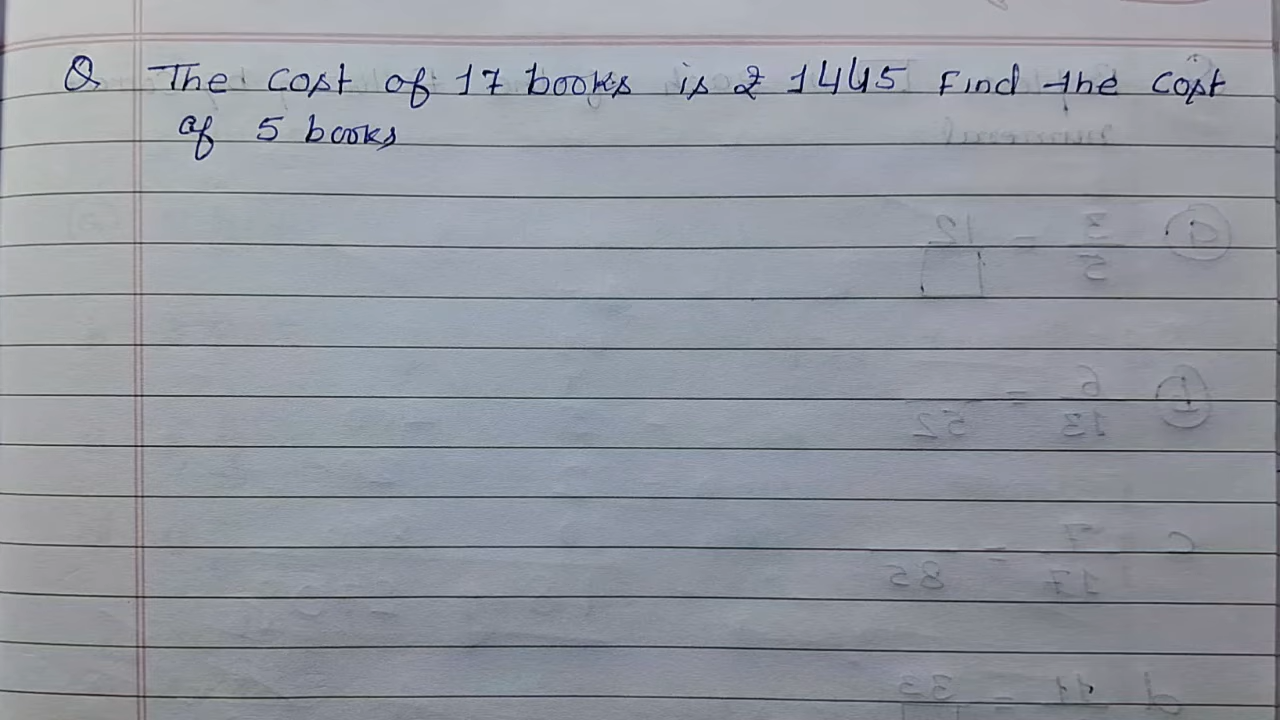 Q The cost of 17 books is ₹ 1445 Find the cost
of 5 books